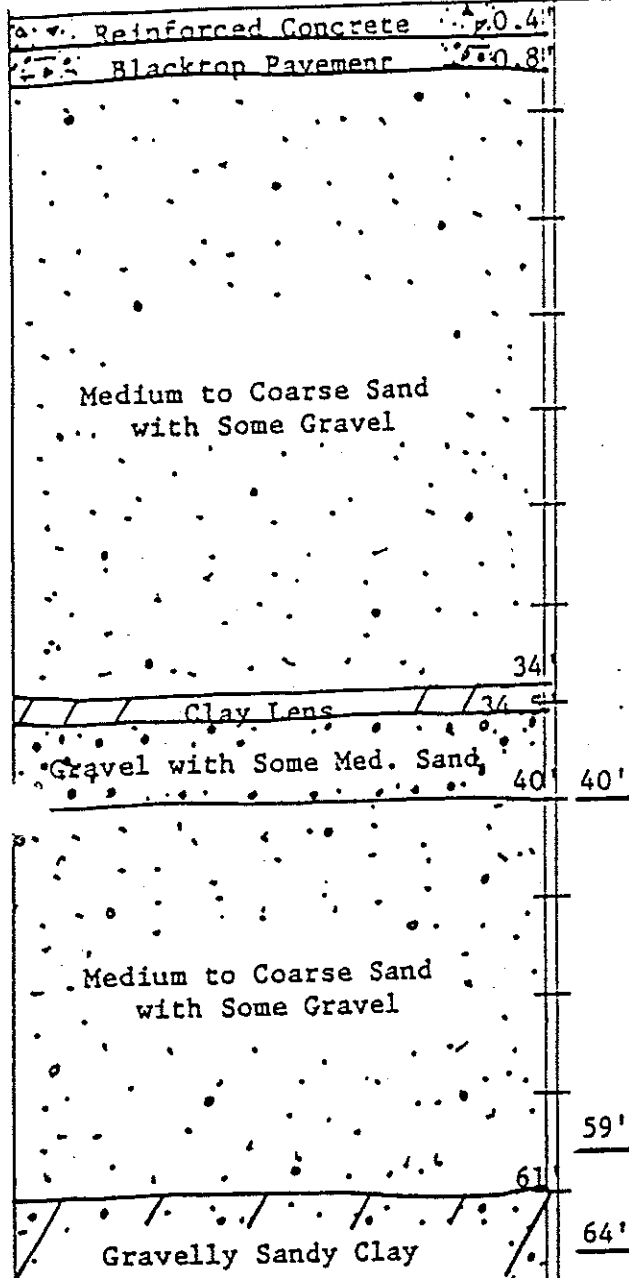 Reinforced Concrete 0.4'
Blacktop Pavement 0.8'
Medium to Coarse Sand
with Some Gravel
34'
Clay Lens 34.5'
Gravel with Some Med. Sand
40' 40'
Medium to Coarse Sand
with Some Gravel
59'
61'
64'
Gravelly Sandy Clay